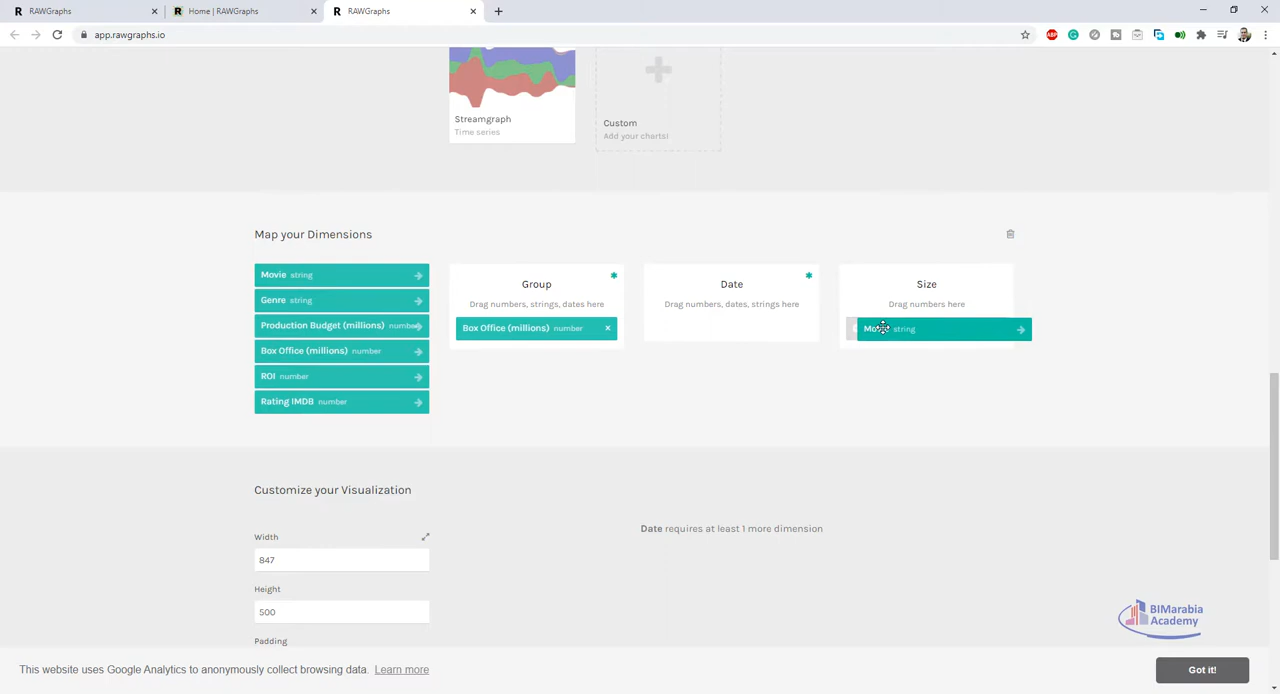 RAWGraphs
Home | RAWGraphs
RAWGraphs
app.rawgraphs.io
ABP
Streamgraph
Time series
Custom
Add your charts!
Map your Dimensions
Movie string
Genre string
Production Budget (millions) number
Box Office (millions) number
ROI number
Rating IMDB number
Group
Drag numbers, strings, dates here
Box Office (millions) number
Date
Drag numbers, dates, strings here
Size
Drag numbers here
string
Customize your Visualization
Date requires at least 1 more dimension
Width
847
Height
500
Padding
BIMarabia
Academy
This website uses Google Analytics to anonymously collect browsing data. Learn more
Got it!